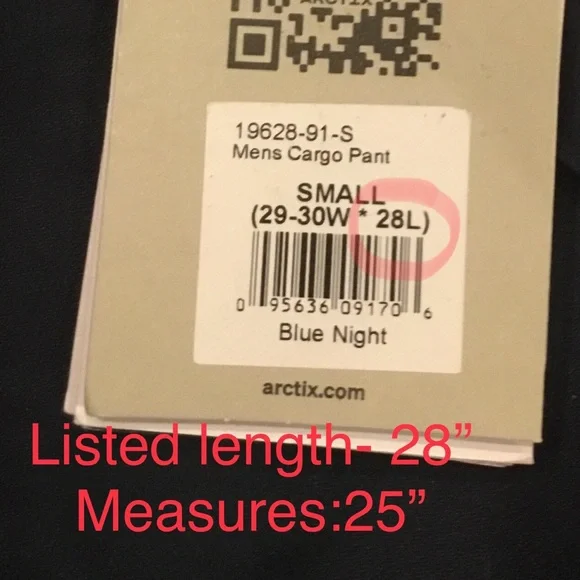 ARCTIX
19628-91-S
Mens Cargo Pant
SMALL
(29-30W * 28L)
0 95636 09170 6
Blue Night
arctix.com
Listed length- 28”
Measures:25”